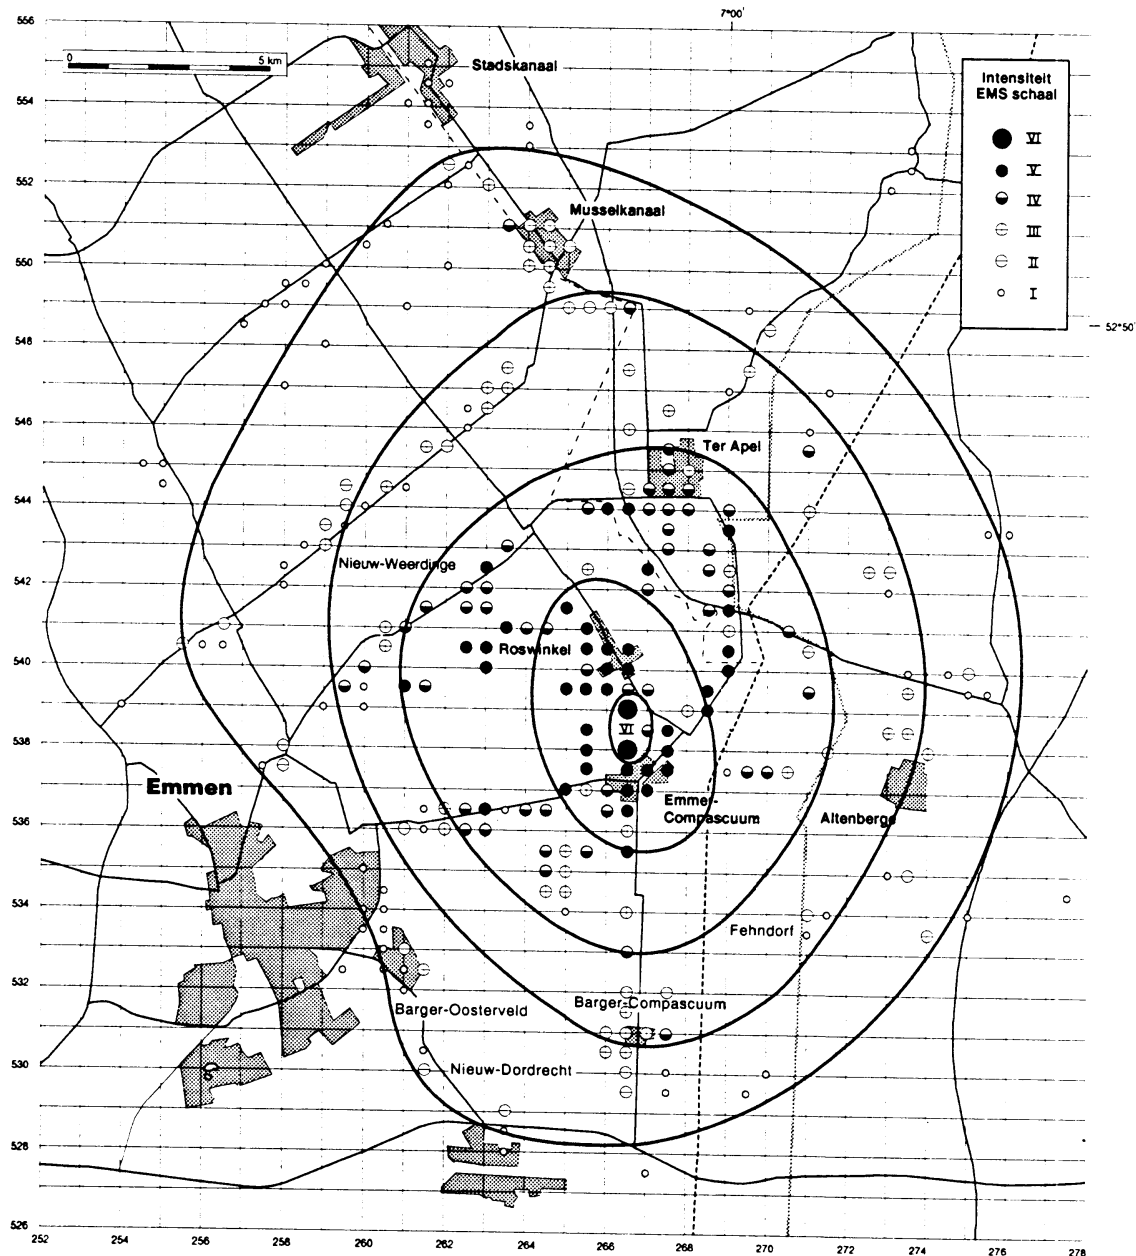 7°00'
556
0
5 km
Stadskanaal
Intensiteit
EMS schaal
554
VI
V
IV
III
II
I
552
Musselkanaal
550
52°50'
548
546
Ter Apel
544
Nieuw-Weerdinge
542
Roswinkel
540
VI
538
Emmen
Emmer-
Compascuum
Altenberge
536
534
Fehndorf
532
Barger-Oosterveld
Barger-Compascuum
530
Nieuw-Dordrecht
528
526
252 254 256 258 260 262 264 266 268 270 272 274 276 278